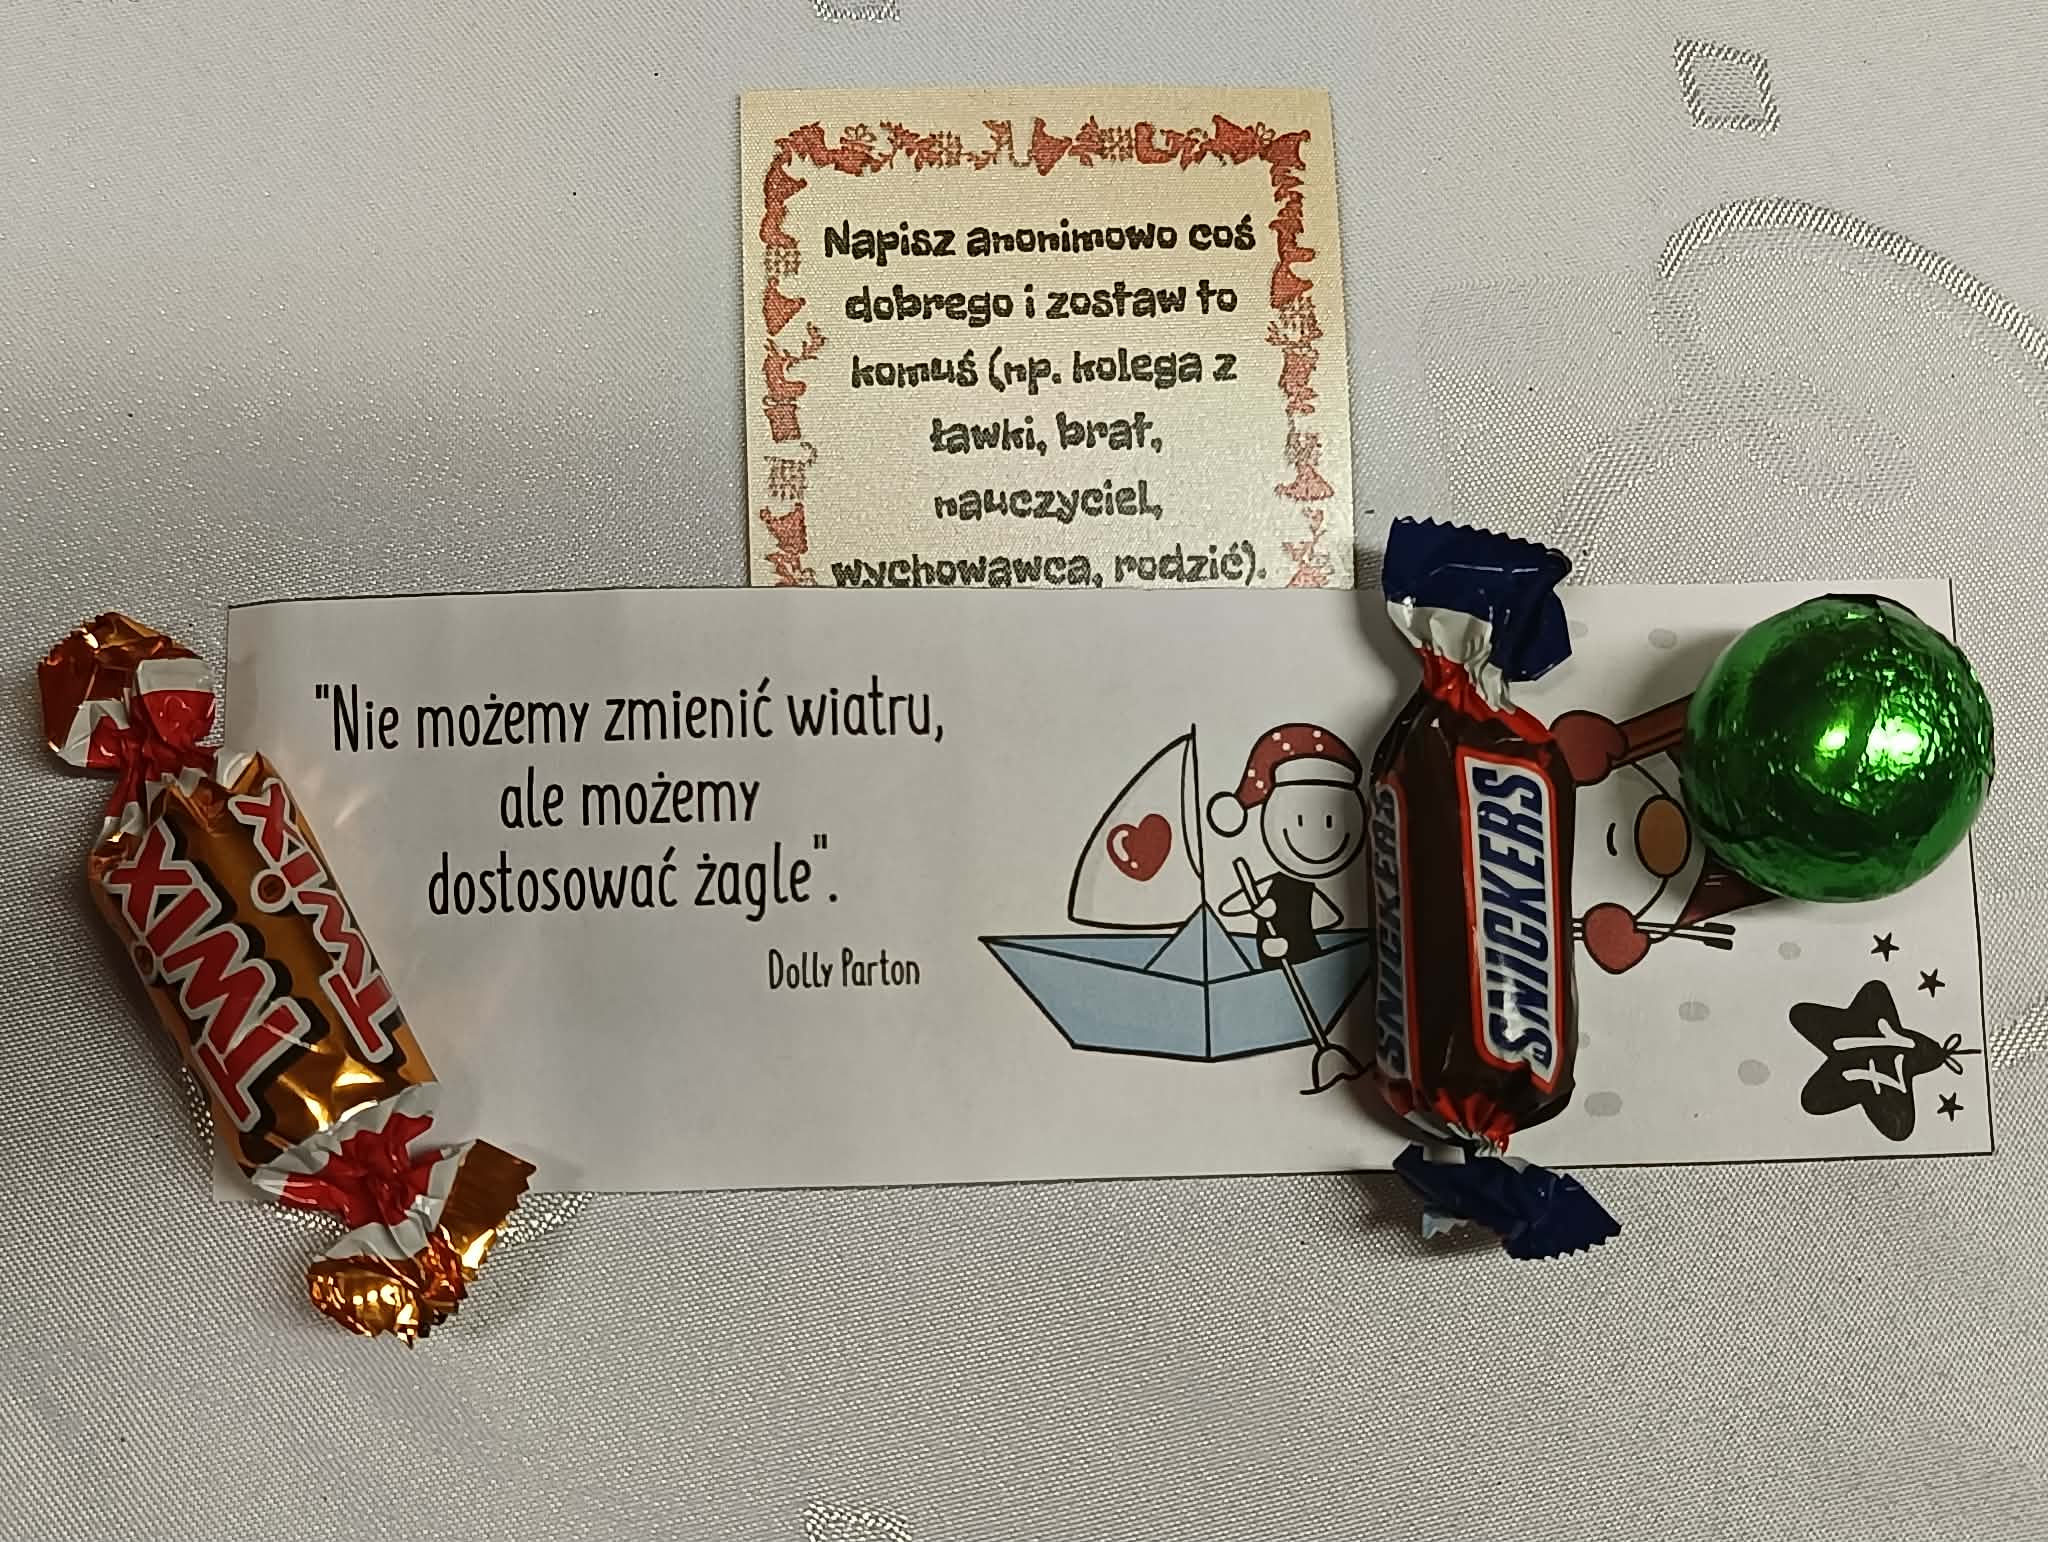 Napisz anonimowo coś
dobrego i zostaw to
komuś (np. kolega z
ławki, brat,
nauczyciel,
wychowawca, rodzić).
"Nie możemy zmienić wiatru,
ale możemy
dostosować żagle".
Dolly Parton
TWIX
TWIX
SNICKERS
SNICKERS
17